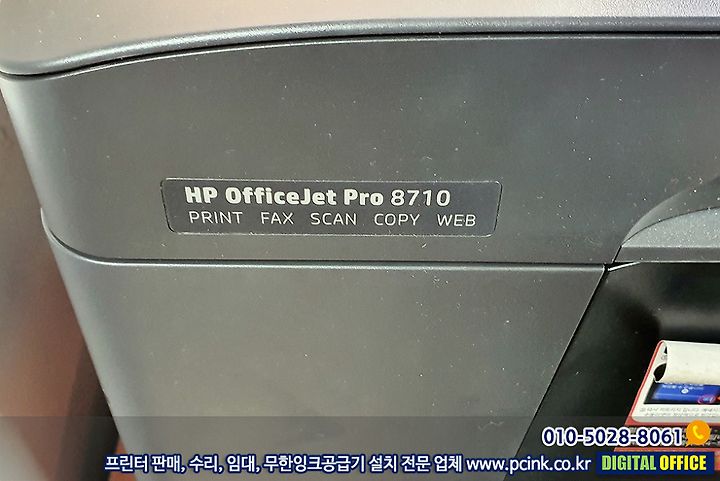 HP OfficeJet Pro 8710
PRINT FAX SCAN COPY WEB
010-5028-8061
프린터 판매, 수리, 임대, 무한잉크공급기 설치 전문 업체 www.pcink.co.kr DIGITAL OFFICE